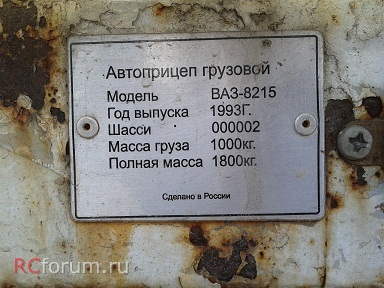 Автоприцеп грузовой
Модель ВАЗ-8215
Год выпуска 1993Г.
Шасси 000002
Масса груза 1000кг.
Полная масса 1800кг.
Сделано в России
RCforum.ru